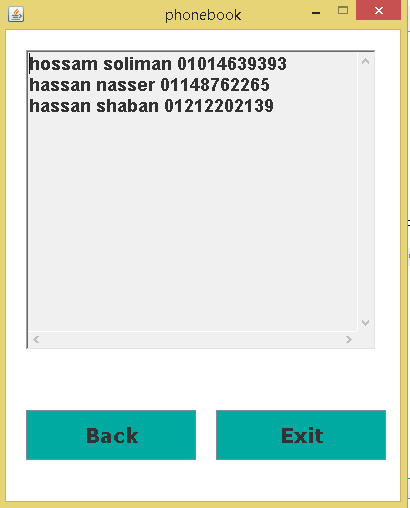 phonebook
hossam soliman 01014639393
hassan nasser 01148762265
hassan shaban 01212202139
Back
Exit